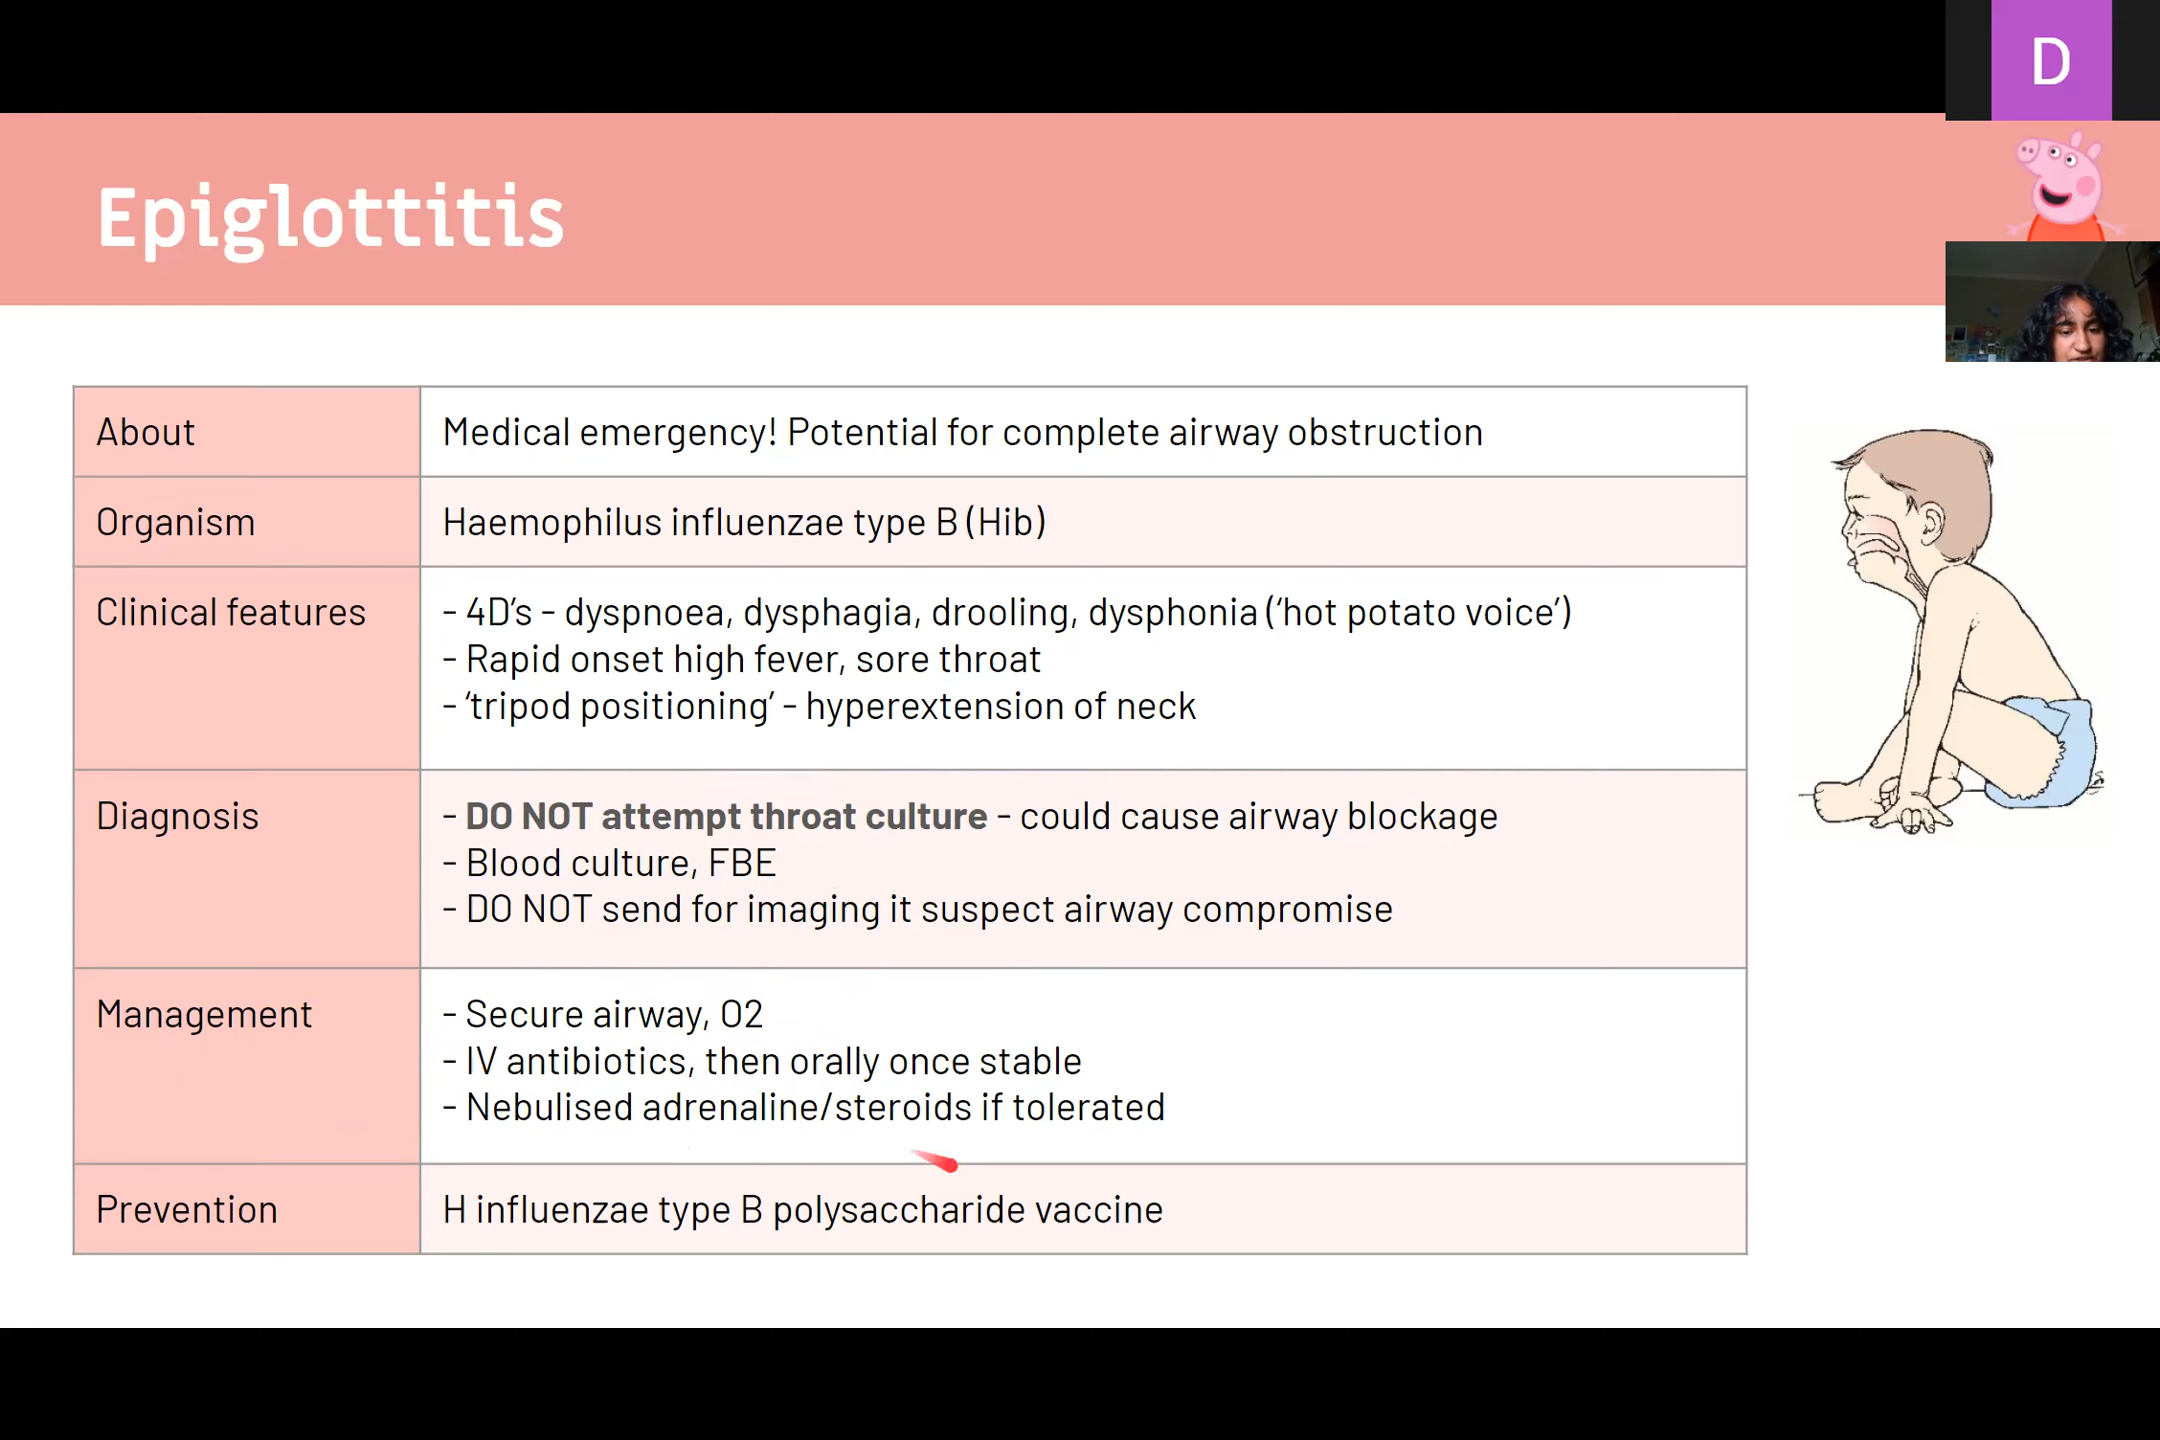 D
Epiglottitis
About
Medical emergency! Potential for complete airway obstruction
Organism
Haemophilus influenzae type B (Hib)
Clinical features
- 4D's - dyspnoea, dysphagia, drooling, dysphonia ('hot potato voice')
- Rapid onset high fever, sore throat
- 'tripod positioning' - hyperextension of neck
Diagnosis
- DO NOT attempt throat culture - could cause airway blockage
- Blood culture, FBE
- DO NOT send for imaging it suspect airway compromise
Management
- Secure airway, O2
- IV antibiotics, then orally once stable
- Nebulised adrenaline/steroids if tolerated
Prevention
H influenzae type B polysaccharide vaccine